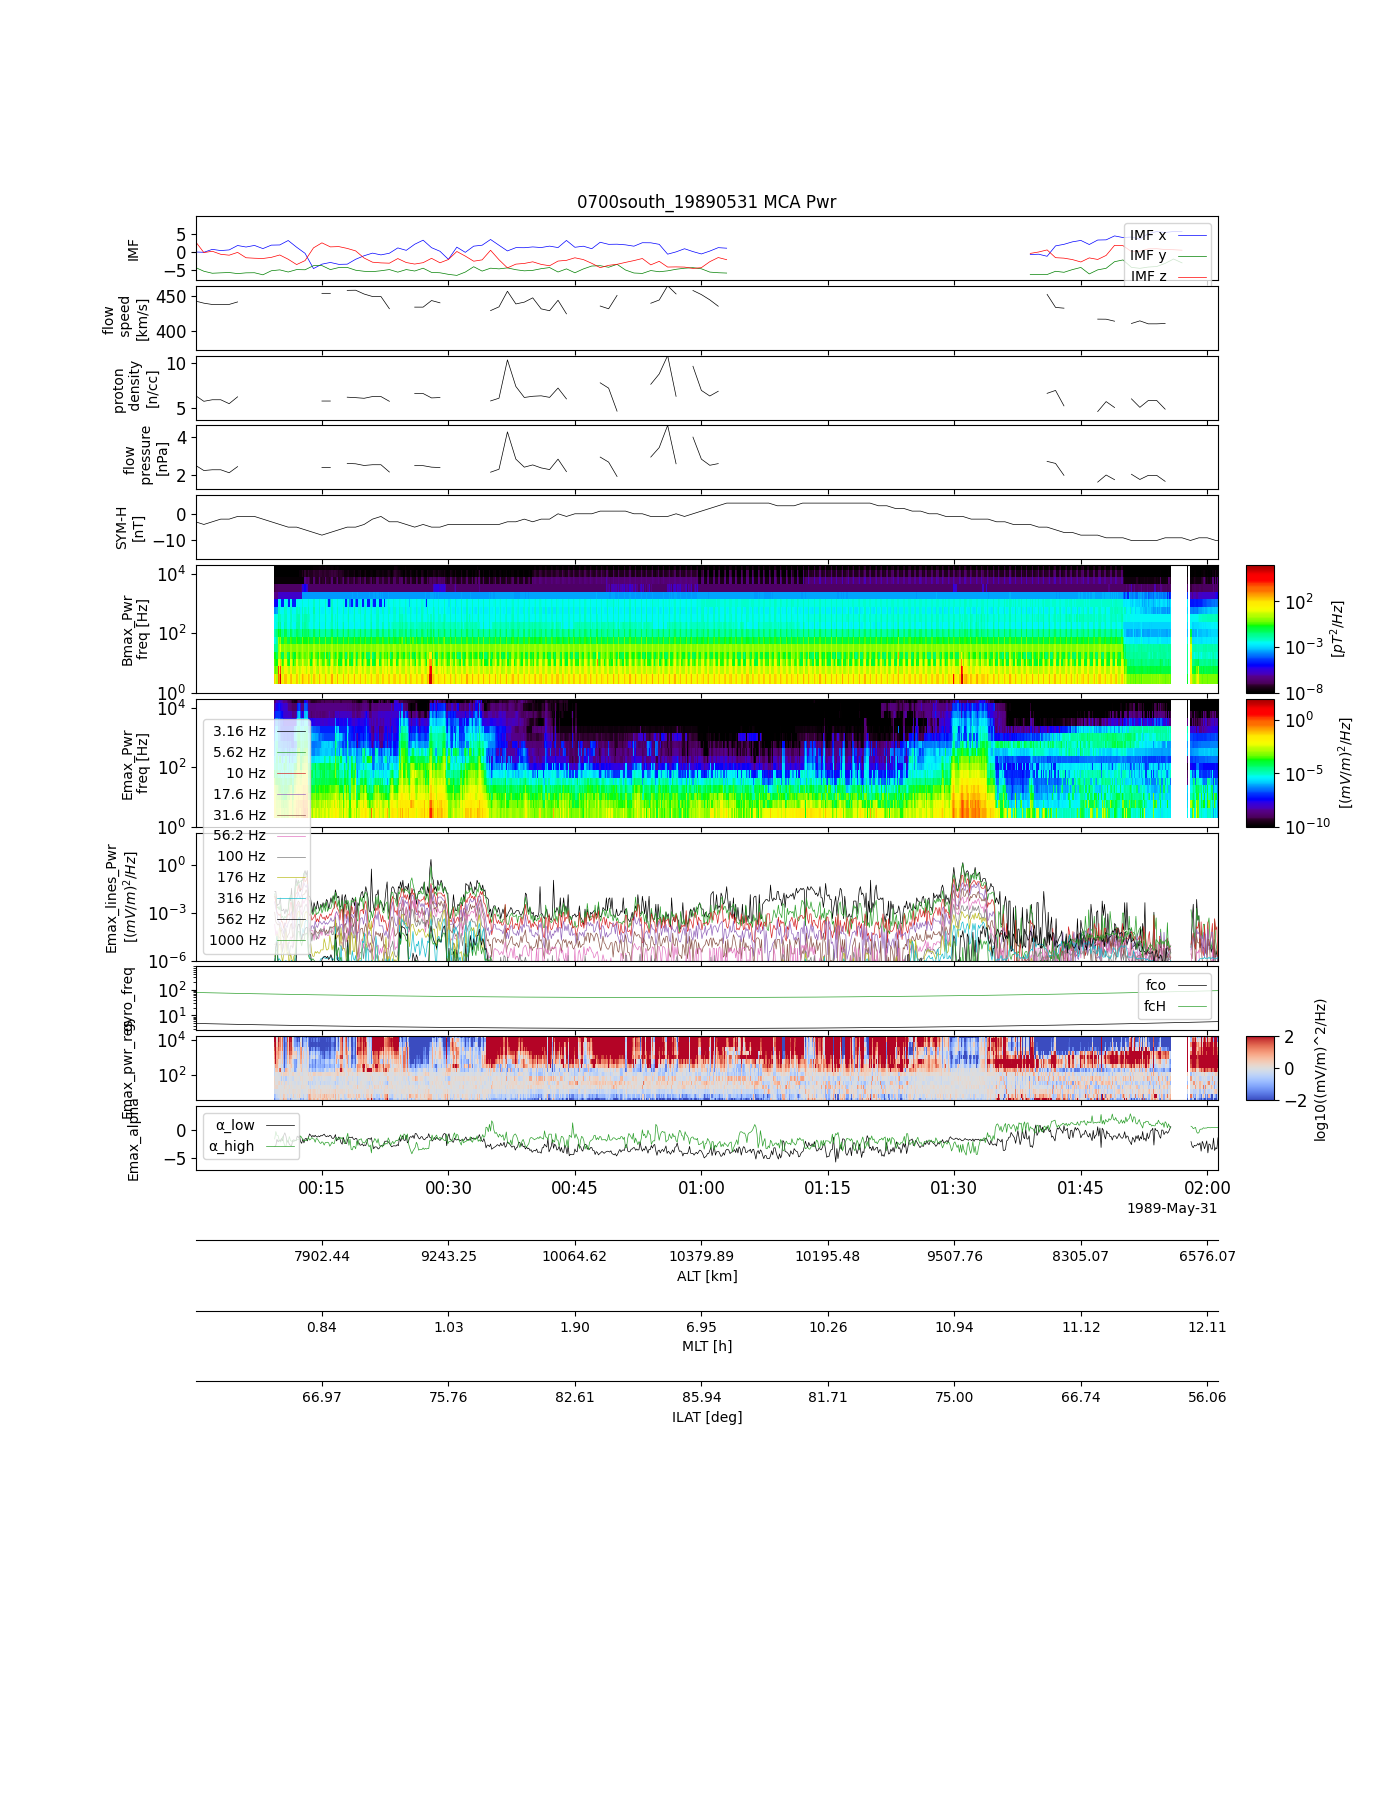 0700south_19890531 MCA Pwr
IMF
5
0
−5
IMF x
IMF y
IMF z
flow
speed
[km/s]
450
400
proton
density
[n/cc]
10
5
flow
pressure
[nPa]
4
2
SYM-H
[nT]
0
−10
Bmax_Pwr
freq [Hz]
10^4
10^2
10^0
10^2
10^−3
10^−8
[pT^2/Hz]
Emax_Pwr
freq [Hz]
10^4
10^2
10^0
10^0
10^−5
10^−10
[(mV/m)^2/Hz]
3.16 Hz
5.62 Hz
10 Hz
17.6 Hz
31.6 Hz
56.2 Hz
100 Hz
176 Hz
316 Hz
562 Hz
1000 Hz
Emax_lines_Pwr
[(mV/m)^2/Hz]
10^0
10^−3
10^−6
gyro_freq
10^2
10^1
fco
fcH
Emax_pwr_reg
10^4
10^2
2
0
−2
log10((mV/m)^2/Hz)
Emax_alpha
0
−5
α_low
α_high
00:15 00:30 00:45 01:00 01:15 01:30 01:45 02:00
1989-May-31
7902.44 9243.25 10064.62 10379.89 10195.48 9507.76 8305.07 6576.07
ALT [km]
0.84 1.03 1.90 6.95 10.26 10.94 11.12 12.11
MLT [h]
66.97 75.76 82.61 85.94 81.71 75.00 66.74 56.06
ILAT [deg]